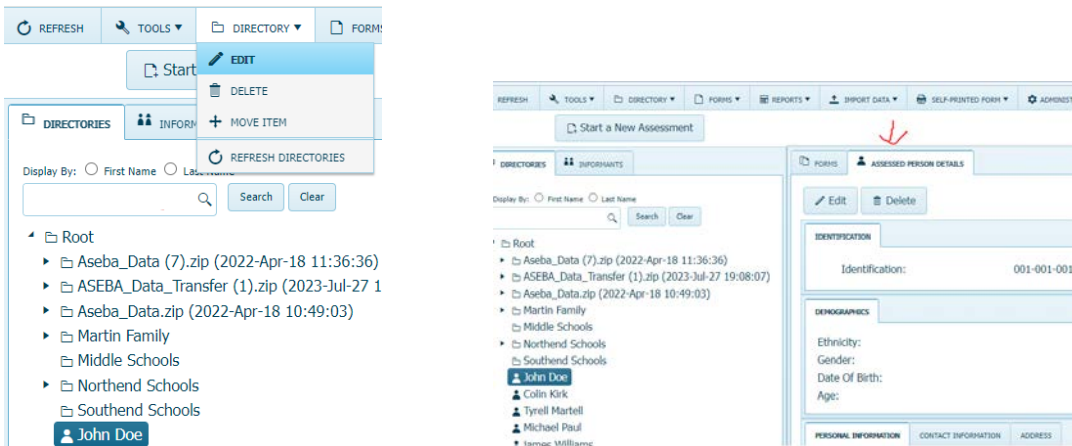 REFRESH TOOLS ▼ DIRECTORY ▼ FORMS
EDIT
Start
DELETE
DIRECTORIES INFORM
MOVE ITEM
REFRESH DIRECTORIES
Display By: First Name Last Name
Search Clear
Root
Aseba_Data (7).zip (2022-Apr-18 11:36:36)
ASEBA_Data_Transfer (1).zip (2023-Jul-27 1
Aseba_Data.zip (2022-Apr-18 10:49:03)
Martin Family
Middle Schools
Northend Schools
Southend Schools
John Doe
REFRESH TOOLS ▼ DIRECTORY ▼ FORMS ▼ REPORTS ▼ IMPORT DATA ▼ SELF-PRINTED FORM ▼ ADMINIST
Start a New Assessment
DIRECTORIES INFORMANTS
Display By: First Name Last Name
Search Clear
Root
Aseba_Data (7).zip (2022-Apr-18 11:36:36)
ASEBA_Data_Transfer (1).zip (2023-Jul-27 19:08:07)
Aseba_Data.zip (2022-Apr-18 10:49:03)
Martin Family
Middle Schools
Northend Schools
Southend Schools
John Doe
Colin Kirk
Tyrell Martell
Michael Paul
James Williams
FORMS ASSESSED PERSON DETAILS
Edit Delete
IDENTIFICATION
Identification: 001-001-001
DEMOGRAPHICS
Ethnicity:
Gender:
Date Of Birth:
Age:
PERSONAL INFORMATION CONTACT INFORMATION ADDRESS